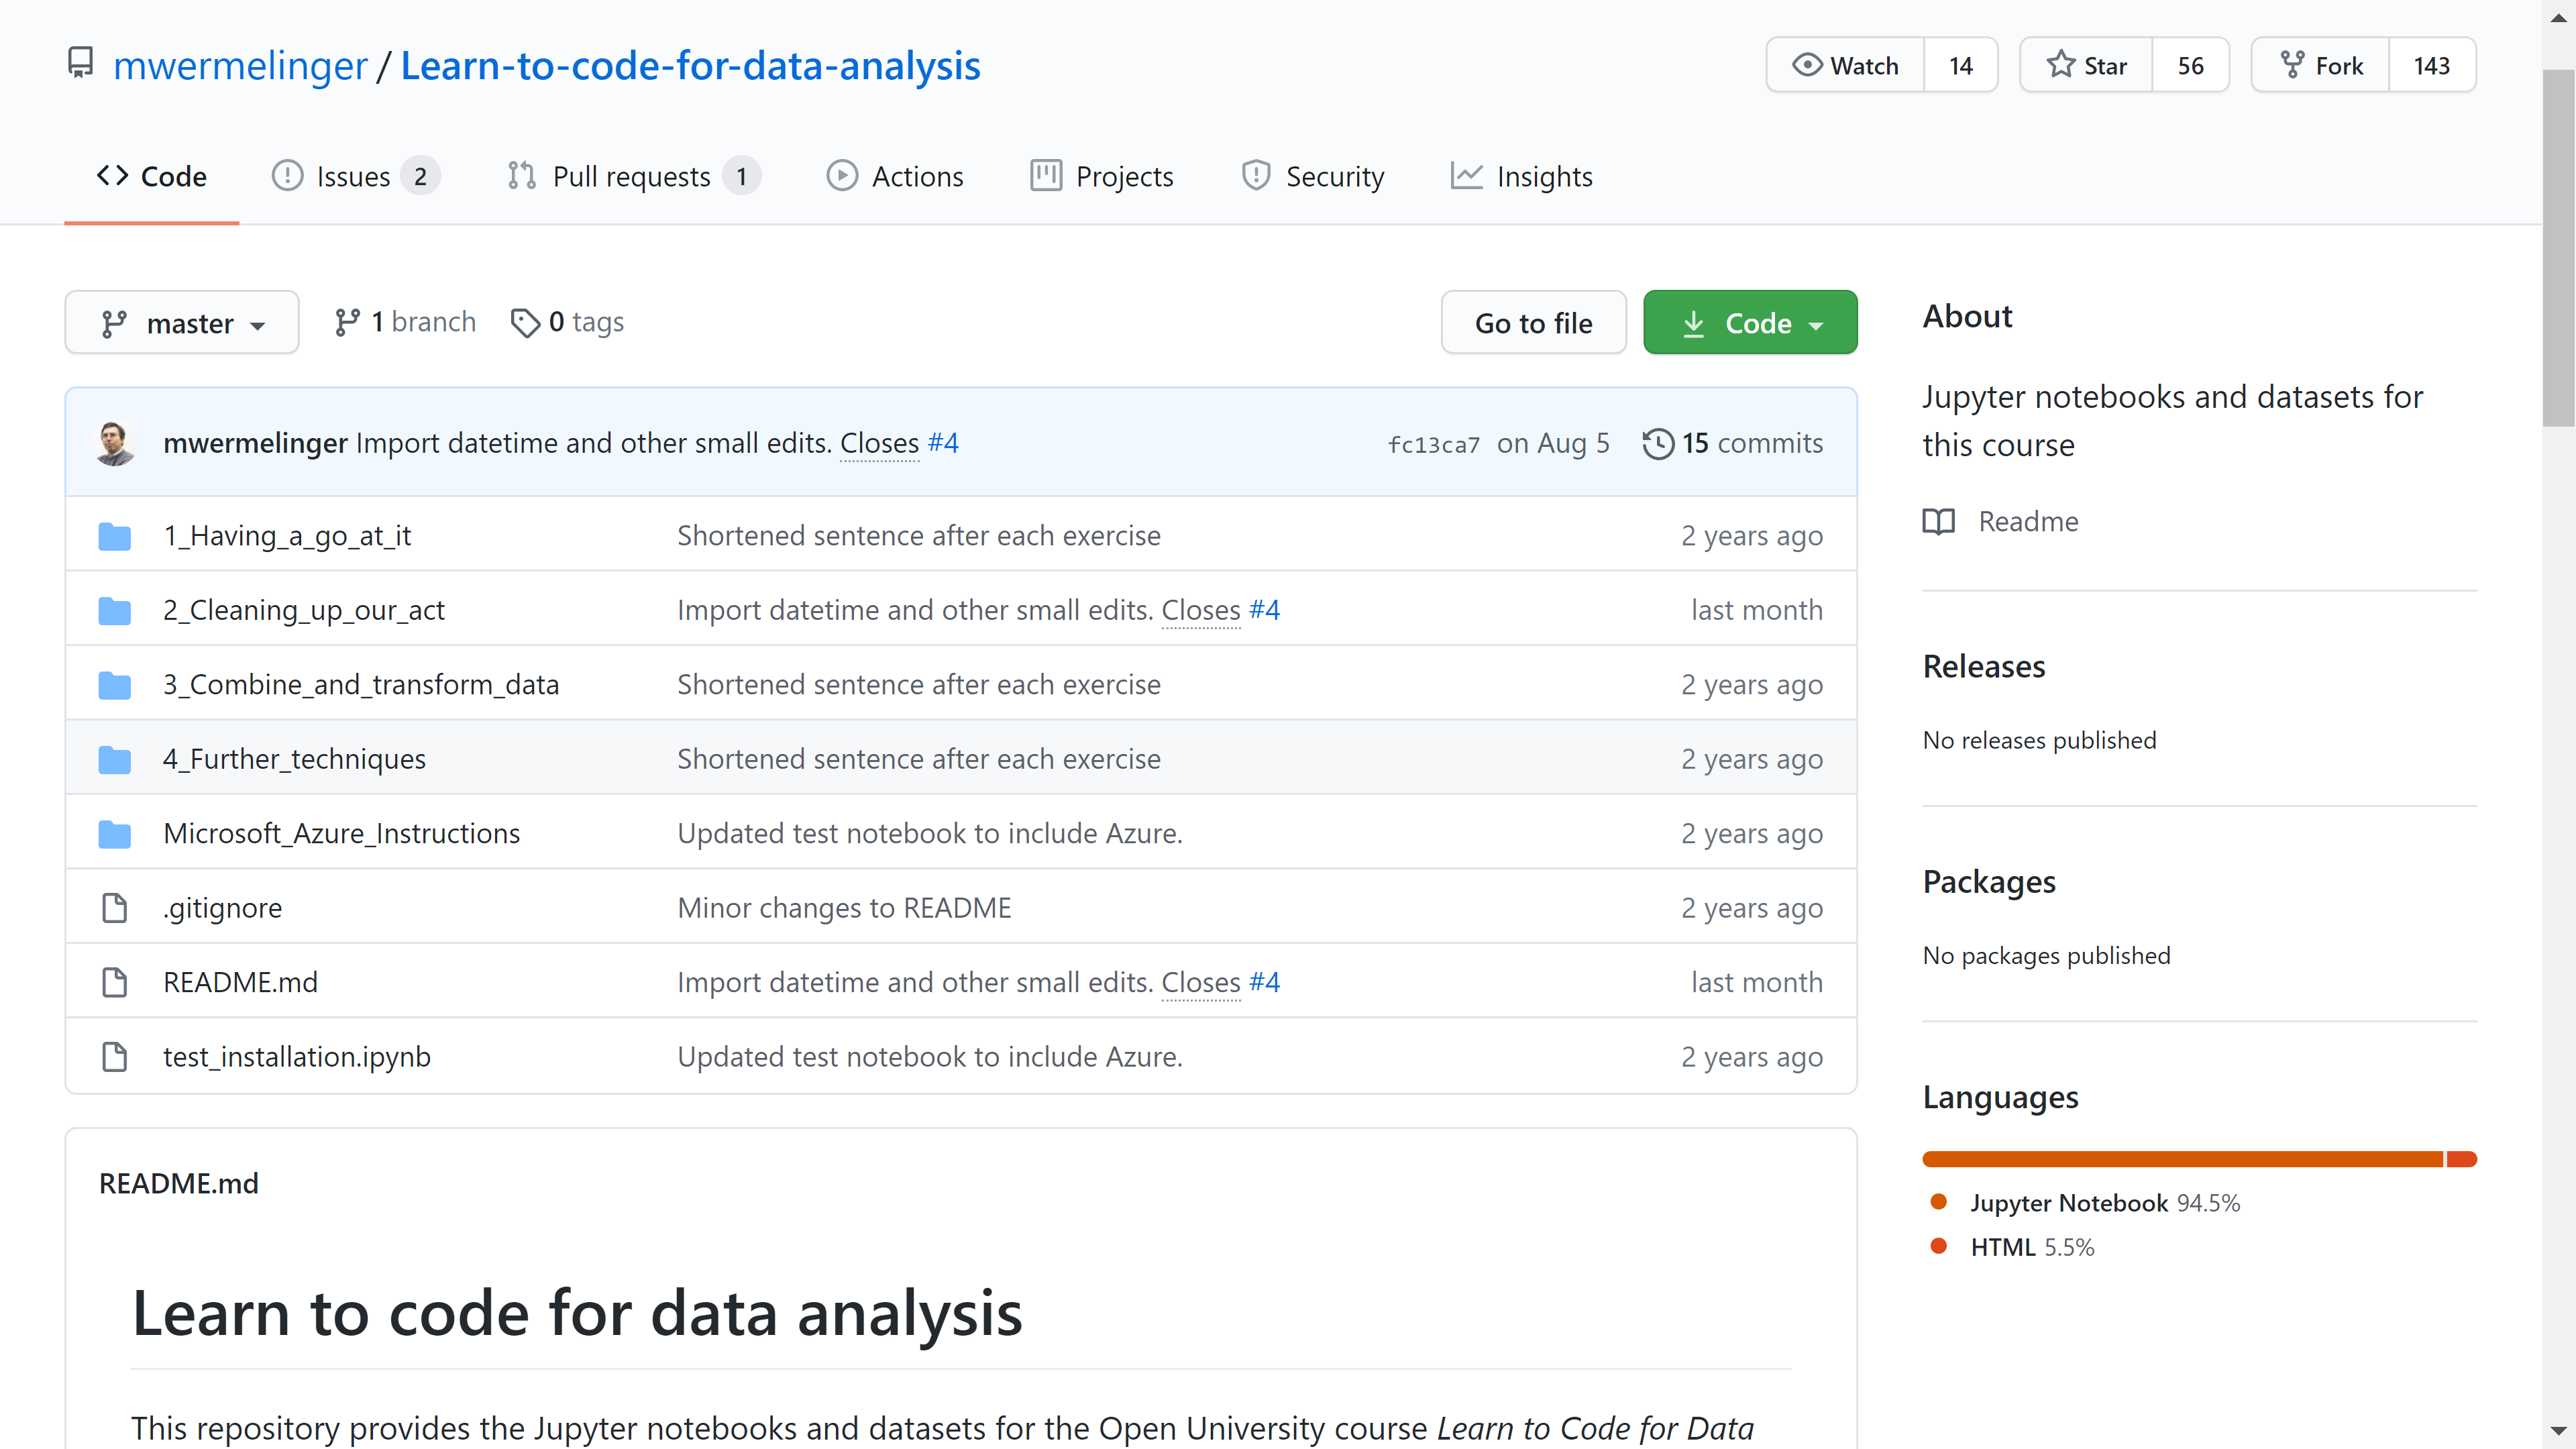 mwermelinger / Learn-to-code-for-data-analysis
Watch 14
Star 56
Fork 143
Code
Issues 2
Pull requests 1
Actions
Projects
Security
Insights
master
1 branch
0 tags
Go to file
Code
mwermelinger Import datetime and other small edits. Closes #4
fc13ca7 on Aug 5
15 commits
1_Having_a_go_at_it Shortened sentence after each exercise 2 years ago
2_Cleaning_up_our_act Import datetime and other small edits. Closes #4 last month
3_Combine_and_transform_data Shortened sentence after each exercise 2 years ago
4_Further_techniques Shortened sentence after each exercise 2 years ago
Microsoft_Azure_Instructions Updated test notebook to include Azure. 2 years ago
.gitignore Minor changes to README 2 years ago
README.md Import datetime and other small edits. Closes #4 last month
test_installation.ipynb Updated test notebook to include Azure. 2 years ago
README.md
Learn to code for data analysis
This repository provides the Jupyter notebooks and datasets for the Open University course Learn to Code for Data
About
Jupyter notebooks and datasets for
this course
Readme
Releases
No releases published
Packages
No packages published
Languages
Jupyter Notebook 94.5%
HTML 5.5%